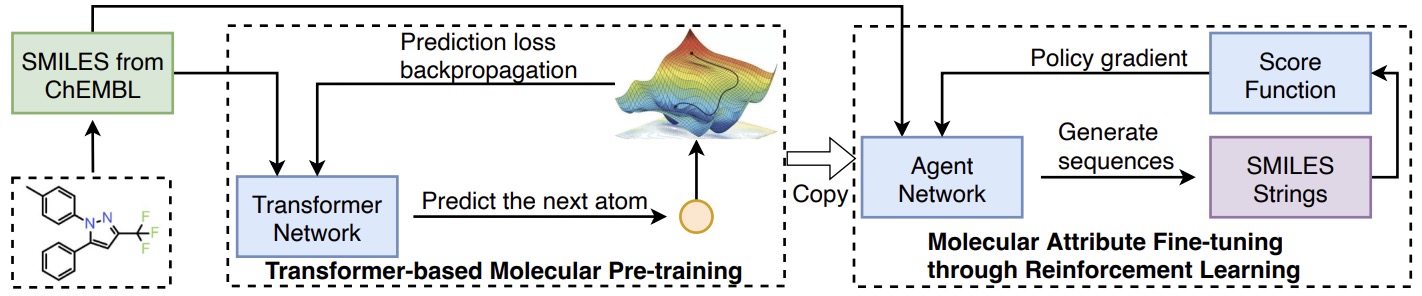 SMILES from
ChEMBL
N
N
F
F
F
Prediction loss
backpropagation
Transformer
Network
Predict the next atom
Transformer-based Molecular Pre-training
Copy
Policy gradient
Score
Function
Agent
Network
Generate
sequences
SMILES
Strings
Molecular Attribute Fine-tuning
through Reinforcement Learning